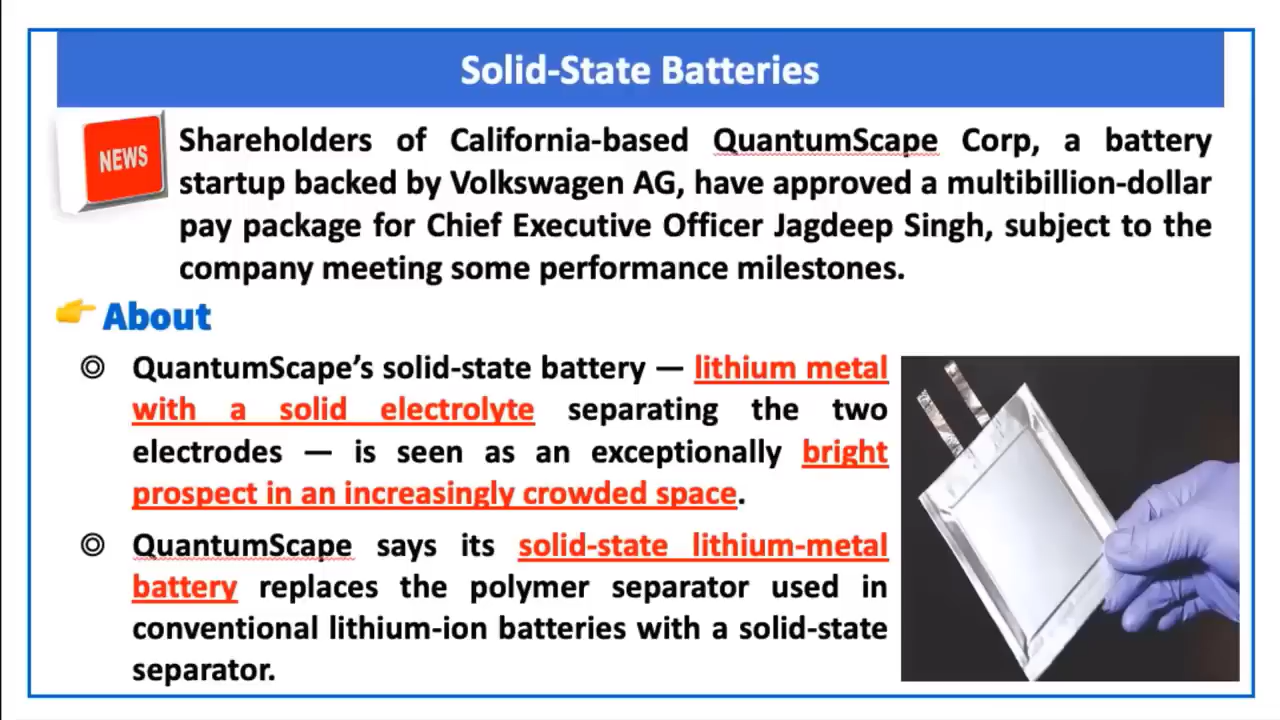 Solid-State Batteries
NEWS
Shareholders of California-based QuantumScape Corp, a battery
startup backed by Volkswagen AG, have approved a multibillion-dollar
pay package for Chief Executive Officer Jagdeep Singh, subject to the
company meeting some performance milestones.
About
QuantumScape’s solid-state battery — lithium metal
with a solid electrolyte separating the two
electrodes — is seen as an exceptionally bright
prospect in an increasingly crowded space.
QuantumScape says its solid-state lithium-metal
battery replaces the polymer separator used in
conventional lithium-ion batteries with a solid-state
separator.